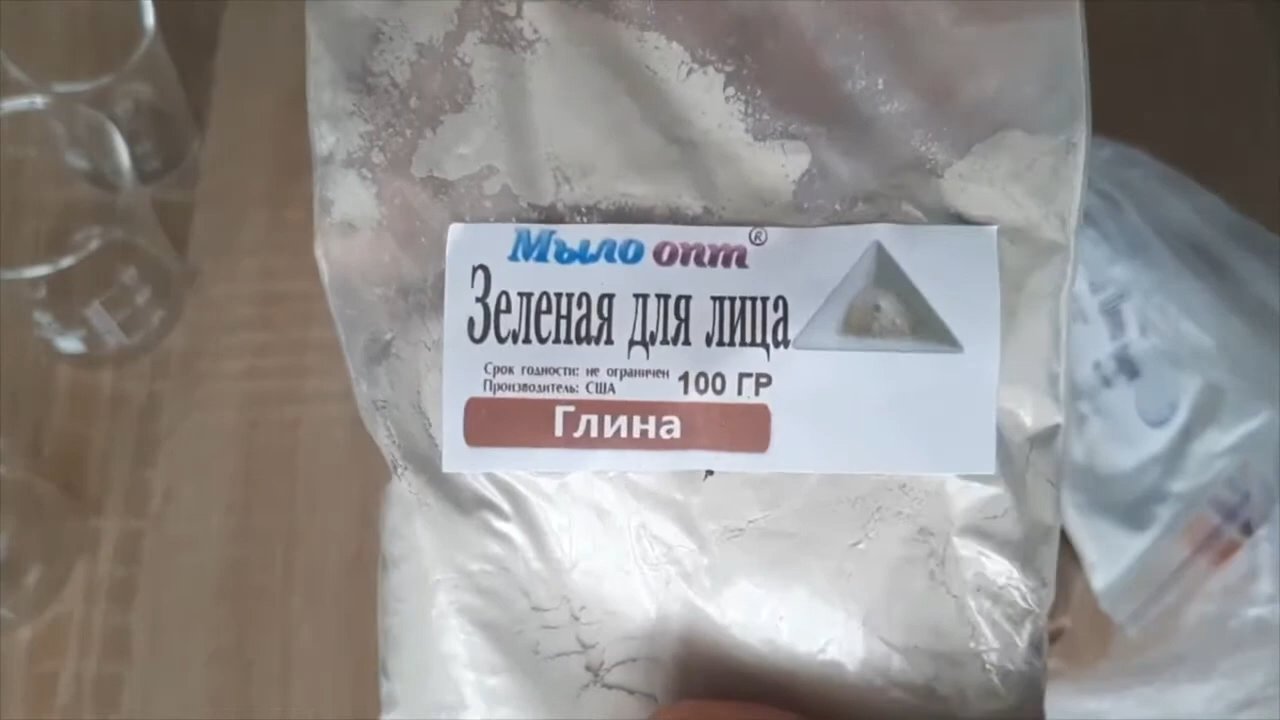 Мыло опт®
Зеленая для лица
Срок годности: не ограничен
Производитель: США
100 ГР
Глина